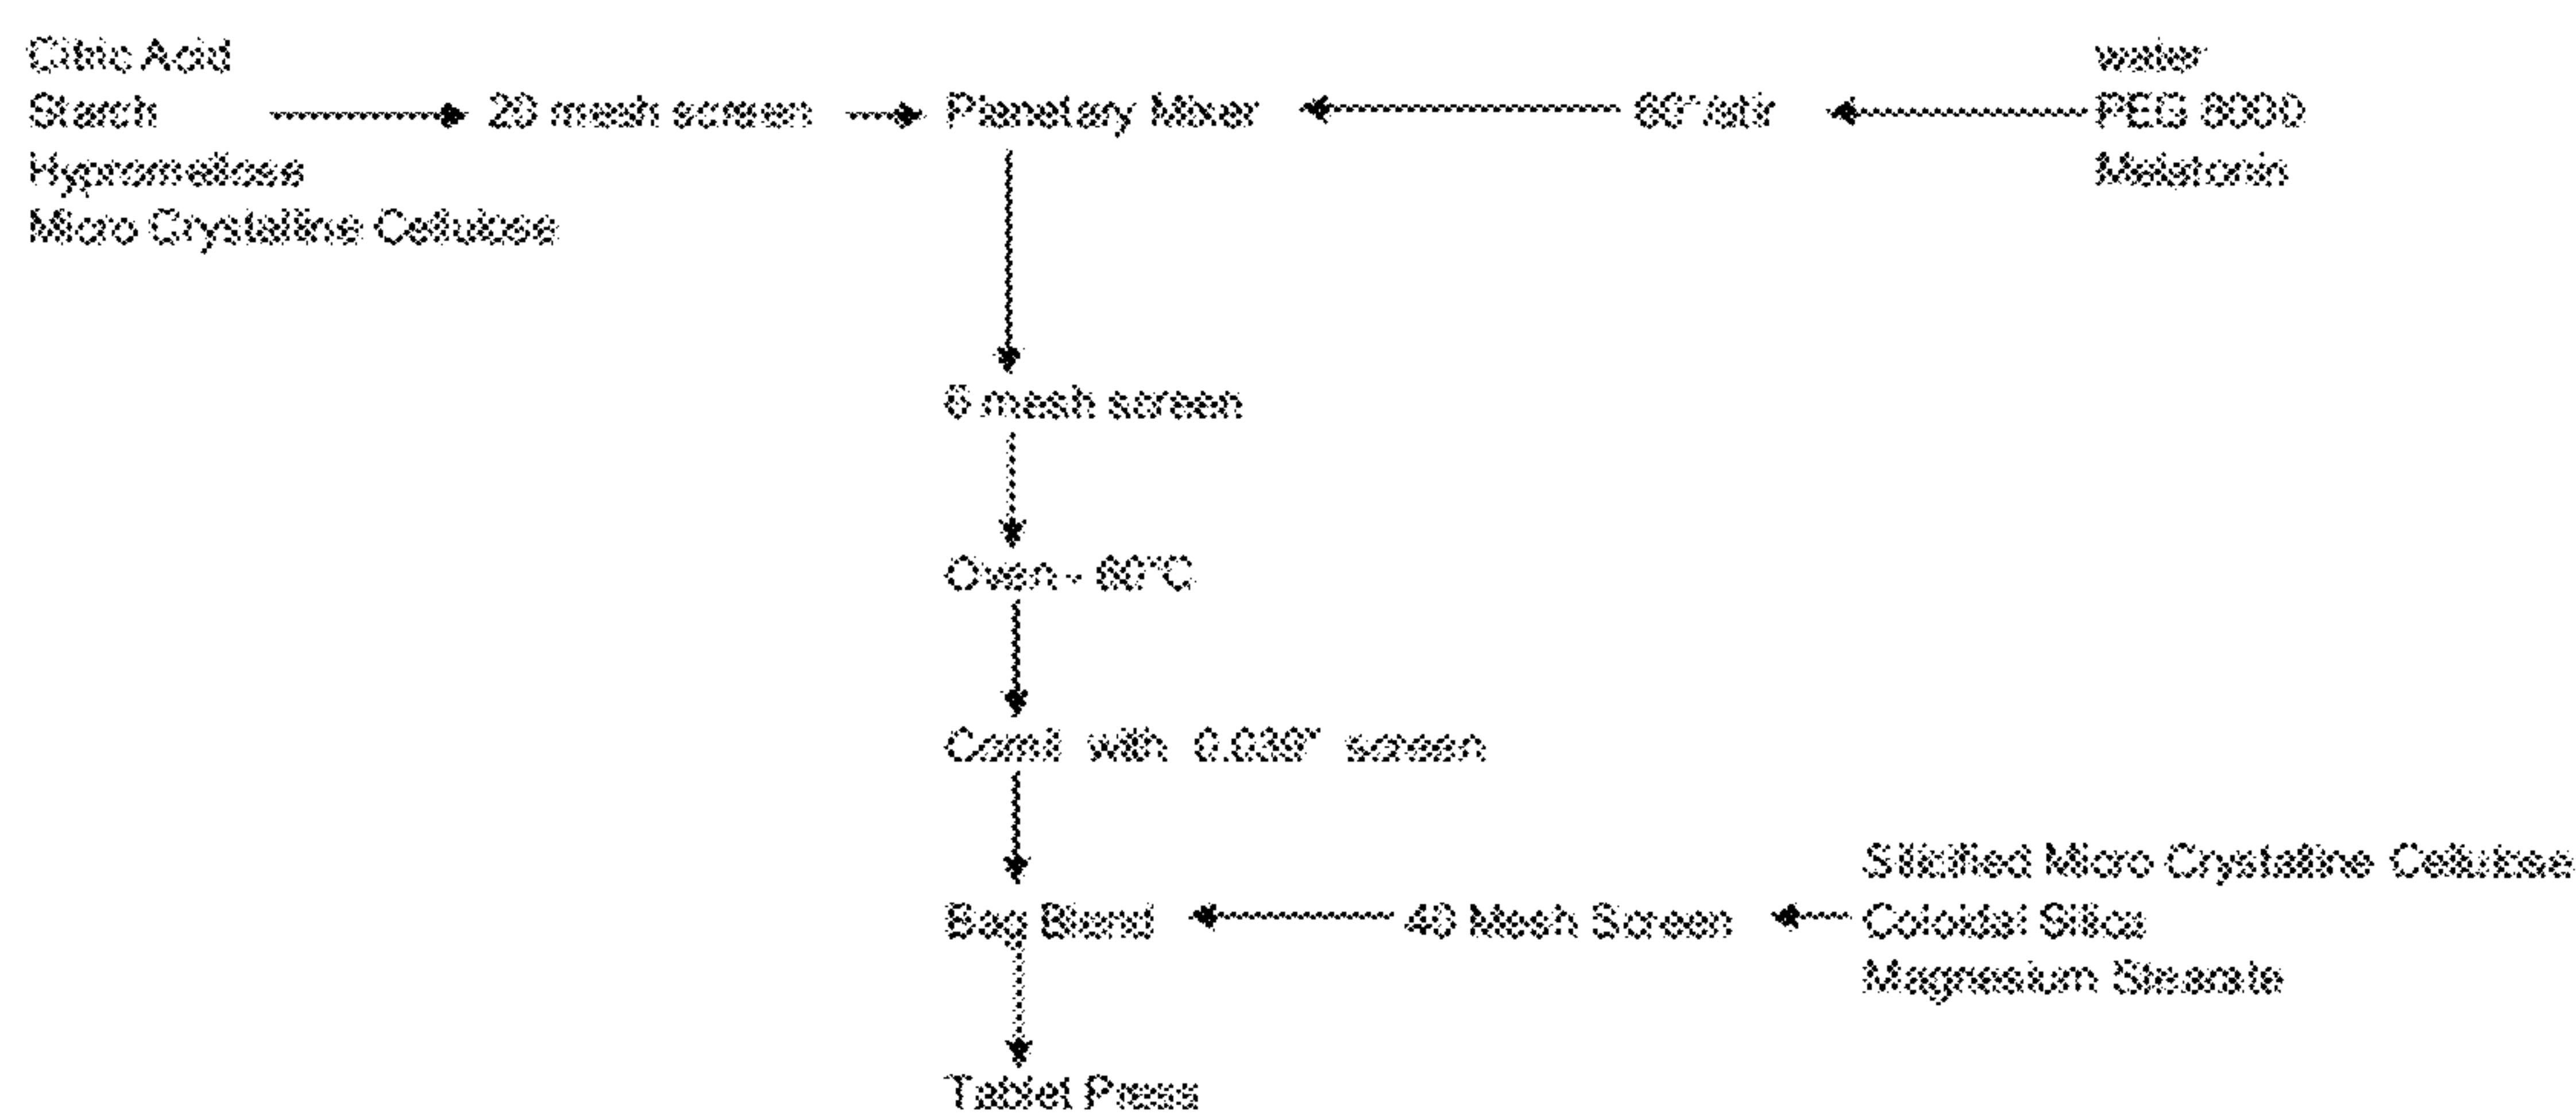 Citric Acid
Starch
Hypromellose
Micro Crystalline Cellulose
20 mesh screen
Planetary Mixer
/stir
water
PEG
Melatonin
6 mesh screen
Oven - 60°C
Comil with 0.039" screen
Bag Blend
40 Mesh Screen
Silicified Micro Crystalline Cellulose
Colloidal Silica
Magnesium Stearate
Tablet Press